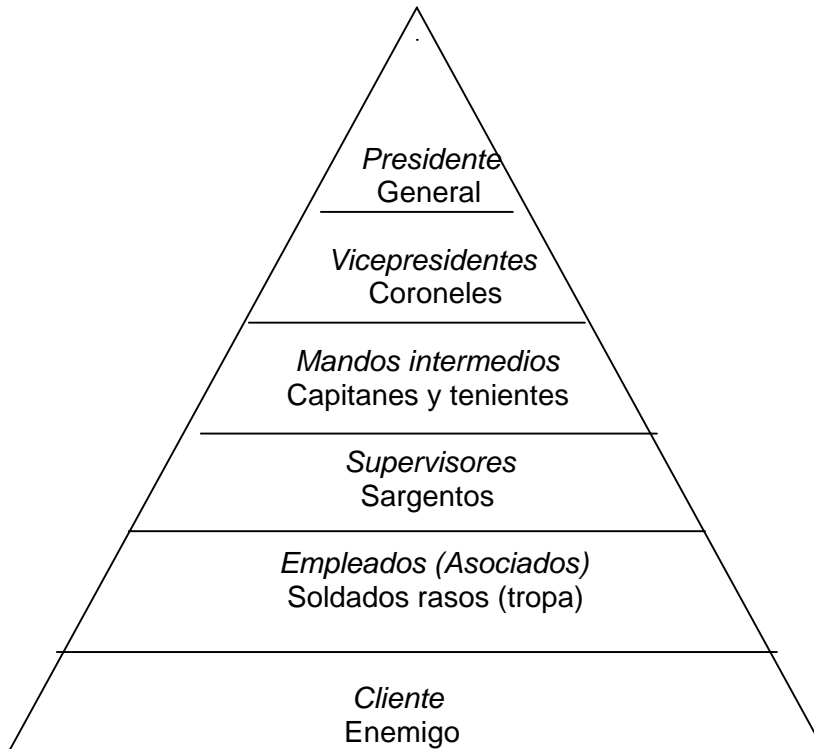 Presidente
General
Vicepresidentes
Coroneles
Mandos intermedios
Capitanes y tenientes
Supervisores
Sargentos
Empleados (Asociados)
Soldados rasos (tropa)
Cliente
Enemigo